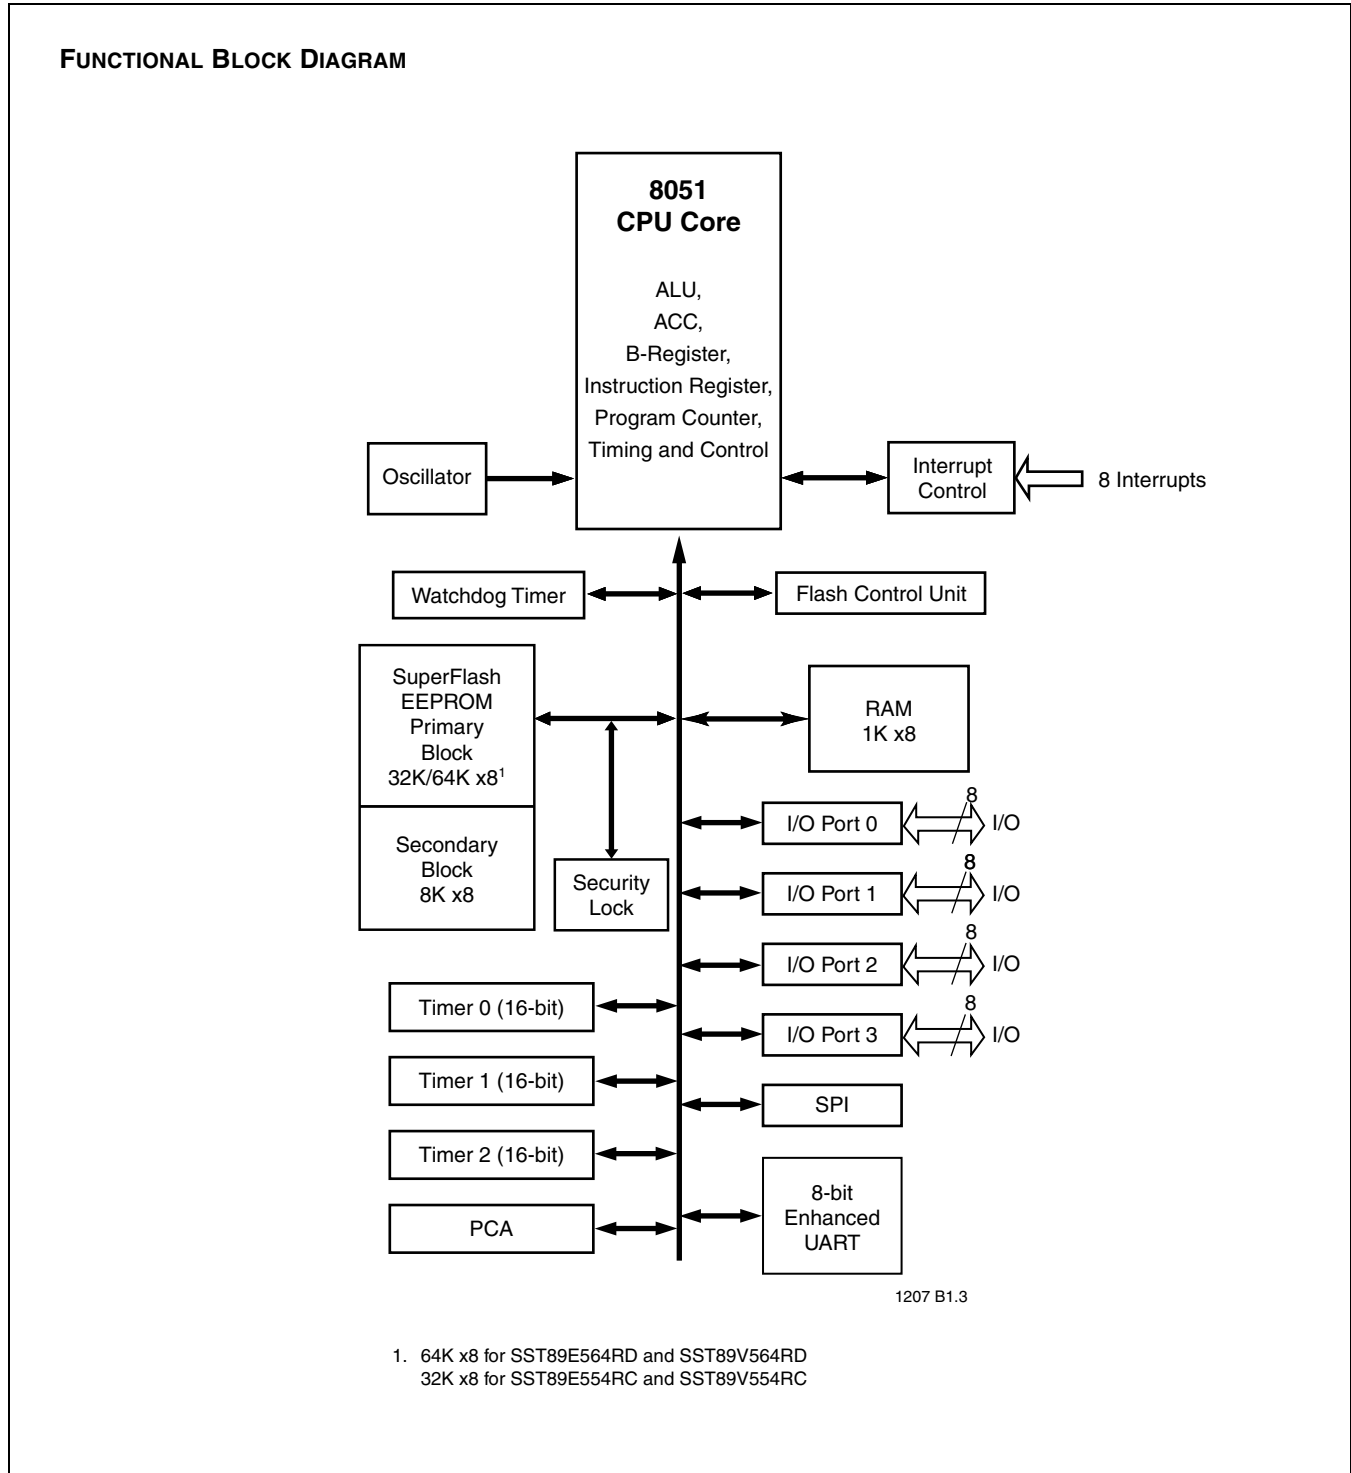 FUNCTIONAL BLOCK DIAGRAM
8051
CPU Core
ALU,
ACC,
B-Register,
Instruction Register,
Program Counter,
Timing and Control
Oscillator
Interrupt
Control
8 Interrupts
Watchdog Timer
Flash Control Unit
SuperFlash
EEPROM
Primary
Block
32K/64K x8¹
RAM
1K x8
Secondary
Block
8K x8
Security
Lock
I/O Port 0
8
I/O
I/O Port 1
8
I/O
I/O Port 2
8
I/O
I/O Port 3
8
I/O
Timer 0 (16-bit)
Timer 1 (16-bit)
Timer 2 (16-bit)
PCA
SPI
8-bit
Enhanced
UART
1207 B1.3
1. 64K x8 for SST89E564RD and SST89V564RD
32K x8 for SST89E554RC and SST89V554RC